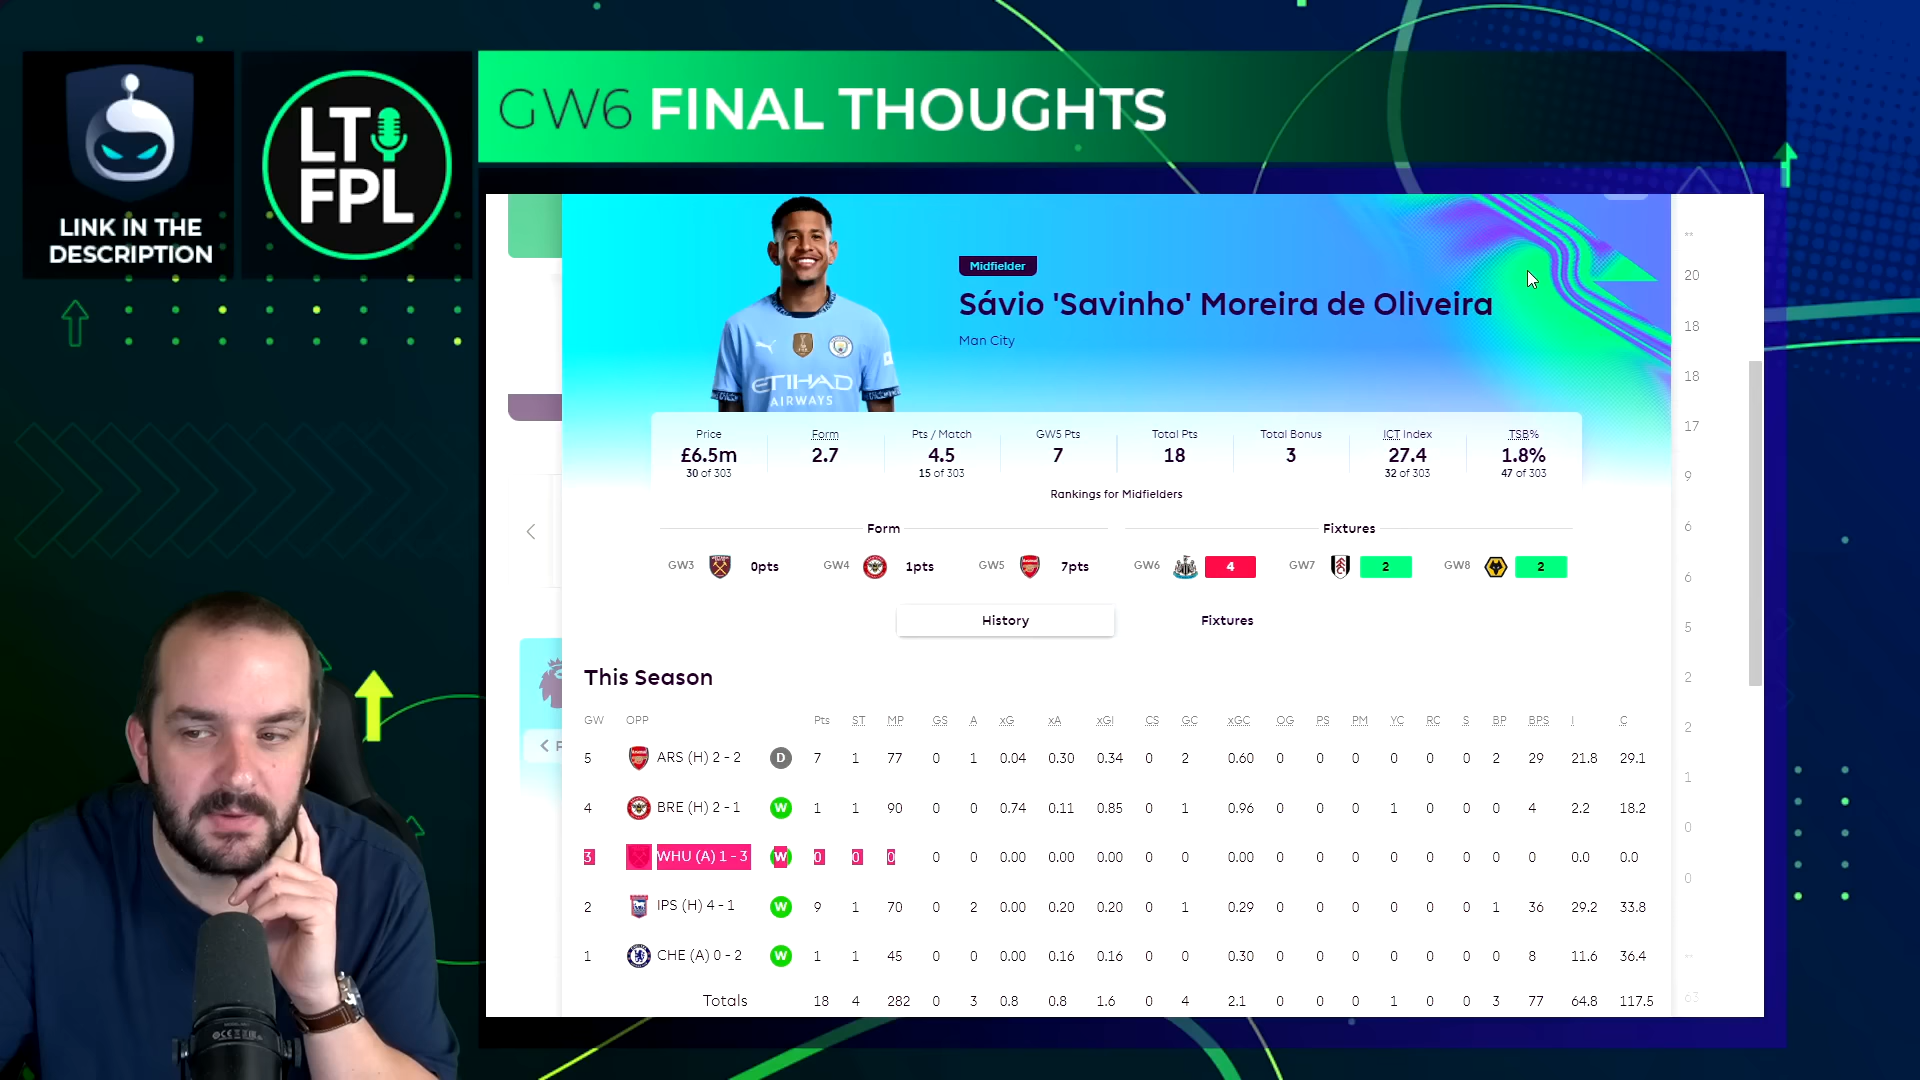 GW6 FINAL THOUGHTS
LINK IN THE
DESCRIPTION
LT
FPL
Midfielder
Sávio 'Savinho' Moreira de Oliveira
Man City
ETIHAD
AIRWAYS
Price Form Pts / Match GW5 Pts Total Pts Total Bonus ICT Index TSB%
£6.5m 2.7 4.5 7 18 3 27.4 1.8%
30 of 303 15 of 303 32 of 303 47 of 303
Rankings for Midfielders
Form Fixtures
GW3 0pts GW4 1pts GW5 7pts GW6 4 GW7 2 GW8 2
History Fixtures
This Season
GW OPP Pts ST MP GS A xG xA xGI CS GC xGC OG PS PM YC RC S BP BPS I C
5 ARS (H) 2 - 2 D 7 1 77 0 1 0.04 0.30 0.34 0 2 0.60 0 0 0 0 0 0 2 29 21.8 29.1
4 BRE (H) 2 - 1 W 1 1 90 0 0 0.74 0.11 0.85 0 1 0.96 0 0 0 1 0 0 0 4 2.2 18.2
3 WHU (A) 1 - 3 W 0 0 0 0 0 0.00 0.00 0.00 0 0 0.00 0 0 0 0 0 0 0 0 0.0 0.0
2 IPS (H) 4 - 1 W 9 1 70 0 2 0.00 0.20 0.20 0 1 0.29 0 0 0 0 0 0 1 36 29.2 33.8
1 CHE (A) 0 - 2 W 1 1 45 0 0 0.00 0.16 0.16 0 0 0.30 0 0 0 0 0 0 0 8 11.6 36.4
Totals 18 4 282 0 3 0.8 0.8 1.6 0 4 2.1 0 0 0 1 0 0 3 77 64.8 117.5
20
18
18
17
9
6
6
5
2
2
1
0
0
63